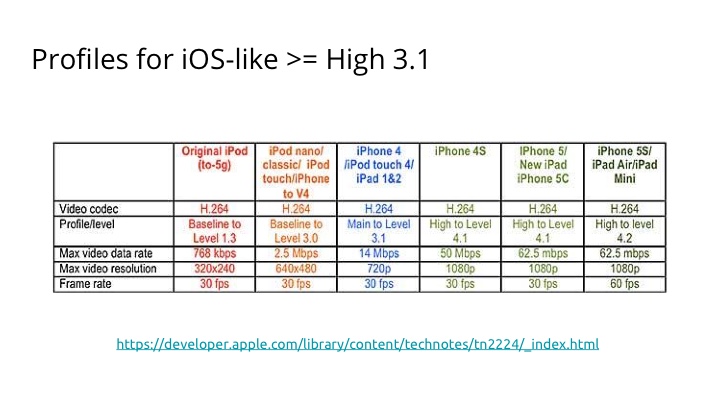 Profiles for iOS-like >= High 3.1
Original iPod (to-5g) iPod nano/ classic/ iPod touch/iPhone to V4 iPhone 4 /iPod touch 4/ iPad 1&2 iPhone 4S IPhone 5/ New iPad iPhone 5C iPhone 5S/ iPad Air/iPad Mini
Video codec H.264 H.264 H.264 H.264 H.264 H.264
Profile/level Baseline to Level 1.3 Baseline to Level 3.0 Main to Level 3.1 High to Level 4.1 High to Level 4.1 High to level 4.2
Max video data rate 768 kbps 2.5 Mbps 14 Mbps 50 Mbps 62.5 mbps 62.5 mbps
Max video resolution 320x240 640x480 720p 1080p 1080p 1080p
Frame rate 30 fps 30 fps 30 fps 30 fps 30 fps 60 fps
https://developer.apple.com/library/content/technotes/tn2224/_index.html